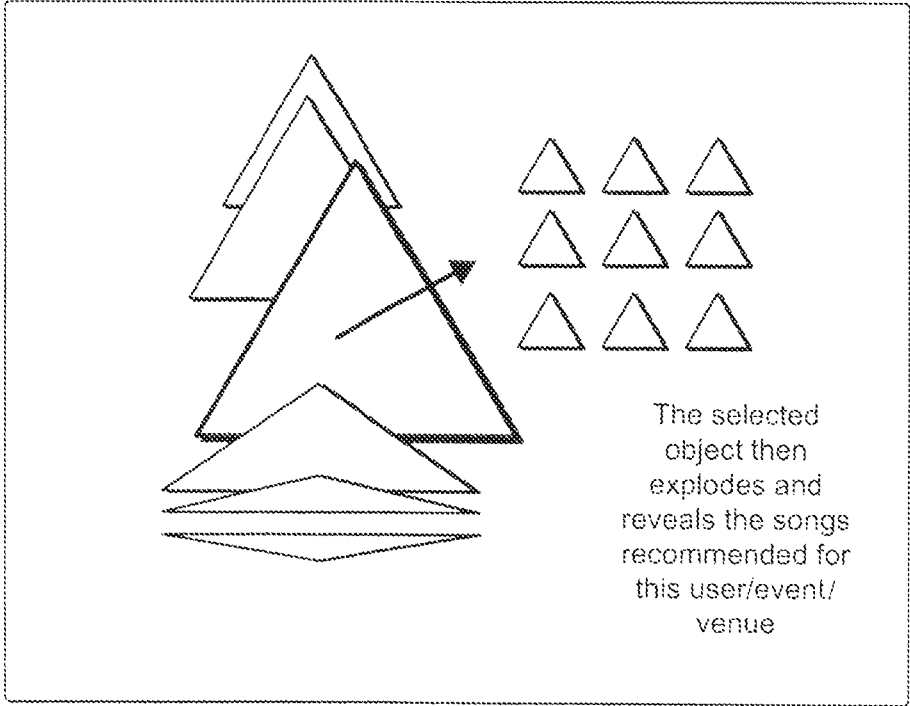 The selected
object then
explodes and
reveals the songs
recommended for
this user/event/
venue